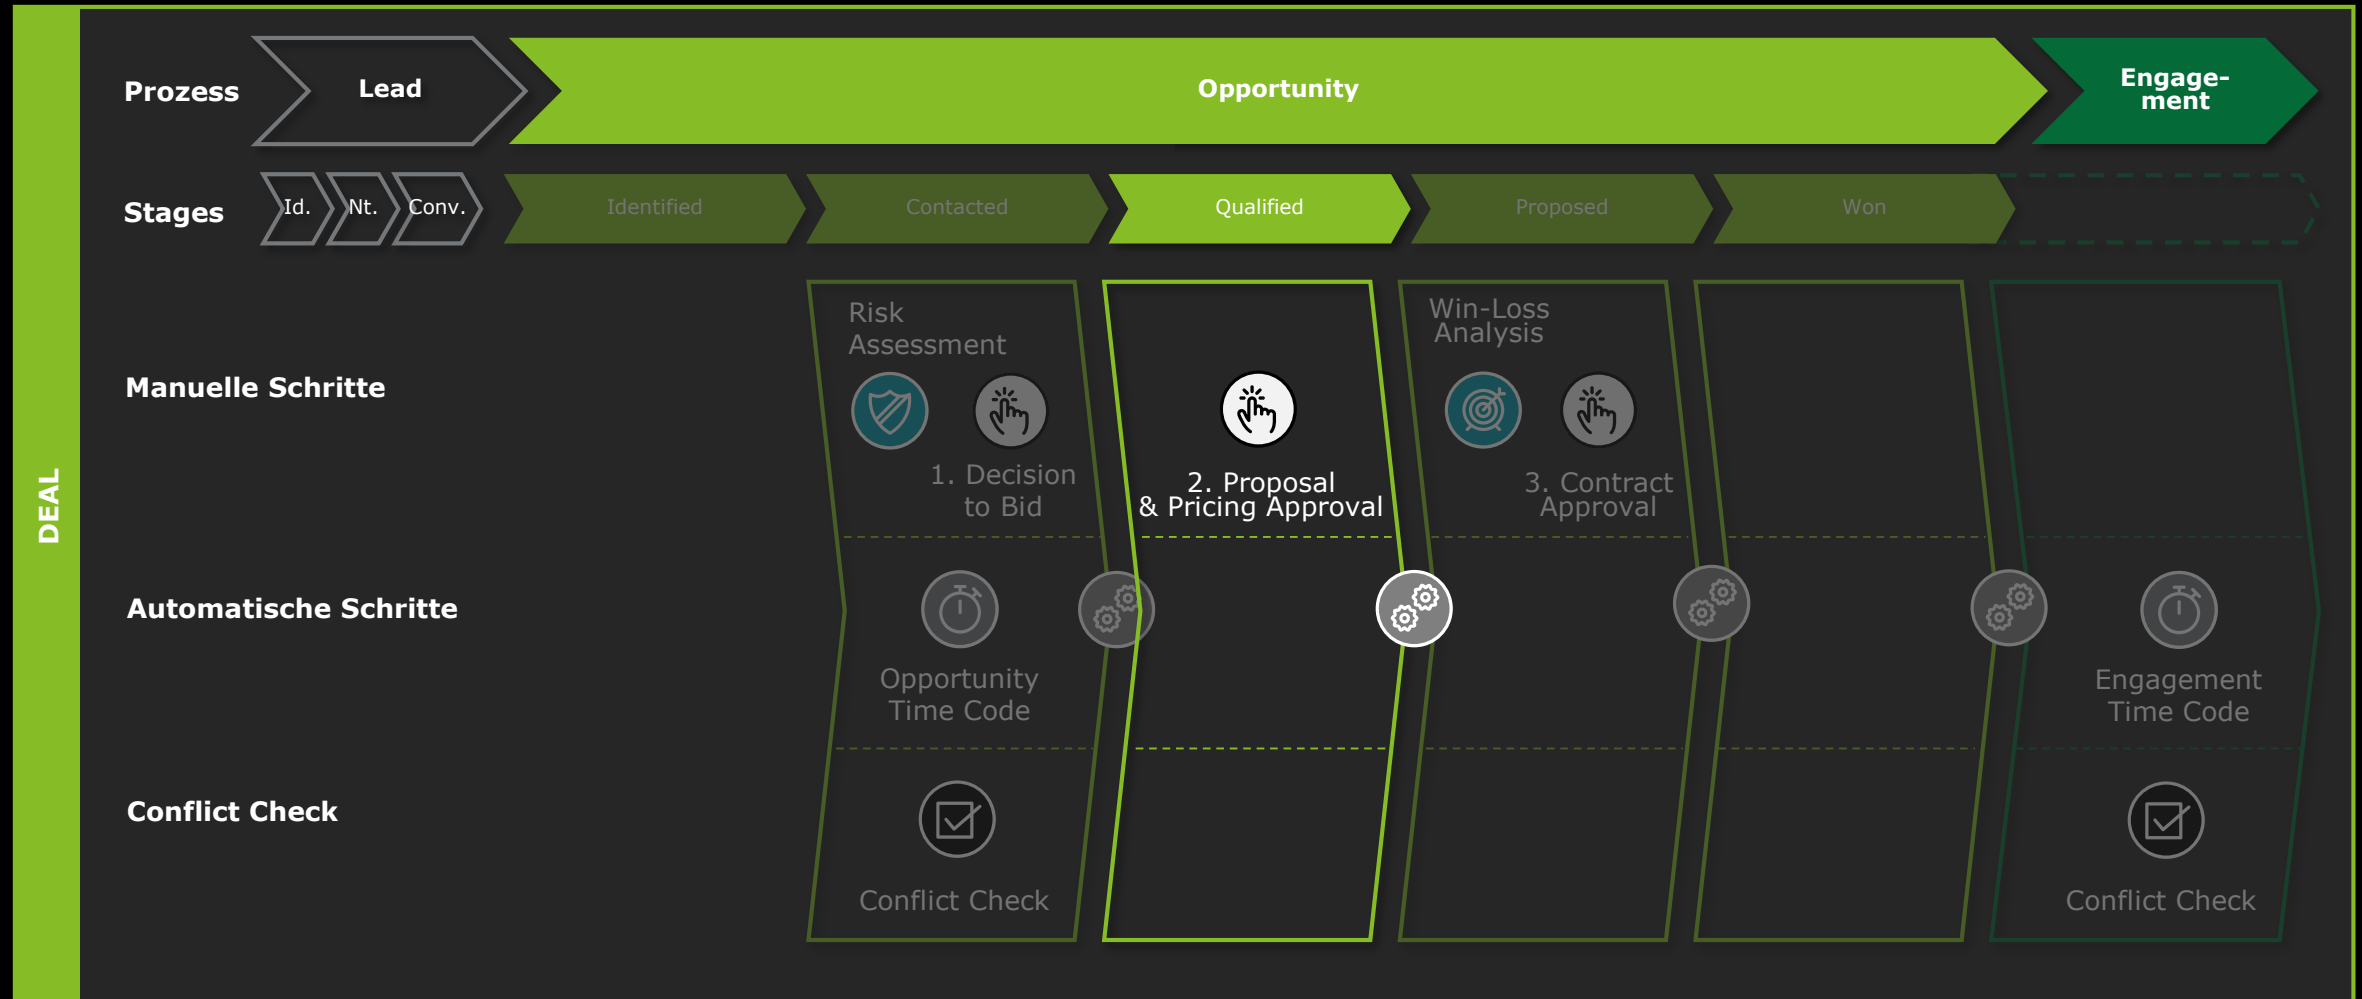 DEAL
Prozess
Lead
Opportunity
Engage-
ment
Stages
Id.
Nt.
Conv.
Identified
Contacted
Qualified
Proposed
Won
Manuelle Schritte
Risk
Assessment
1. Decision
to Bid
2. Proposal
& Pricing Approval
Win-Loss
Analysis
3. Contract
Approval
Automatische Schritte
Opportunity
Time Code
Engagement
Time Code
Conflict Check
Conflict Check
Conflict Check